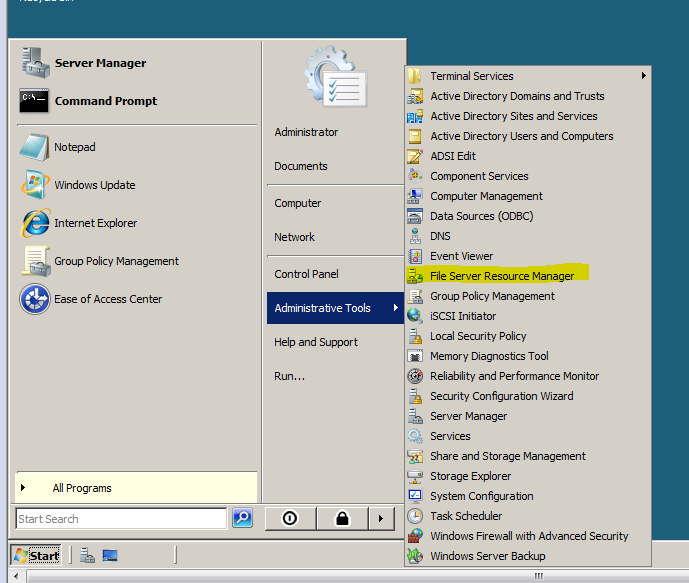 Server Manager
Command Prompt
Notepad
Windows Update
Internet Explorer
Group Policy Management
Ease of Access Center
All Programs
Start Search
Administrator
Documents
Computer
Network
Control Panel
Administrative Tools
Help and Support
Run...
Terminal Services
Active Directory Domains and Trusts
Active Directory Sites and Services
Active Directory Users and Computers
ADSI Edit
Component Services
Computer Management
Data Sources (ODBC)
DNS
Event Viewer
File Server Resource Manager
Group Policy Management
iSCSI Initiator
Local Security Policy
Memory Diagnostics Tool
Reliability and Performance Monitor
Security Configuration Wizard
Server Manager
Services
Share and Storage Management
Storage Explorer
System Configuration
Task Scheduler
Windows Firewall with Advanced Security
Windows Server Backup
Start